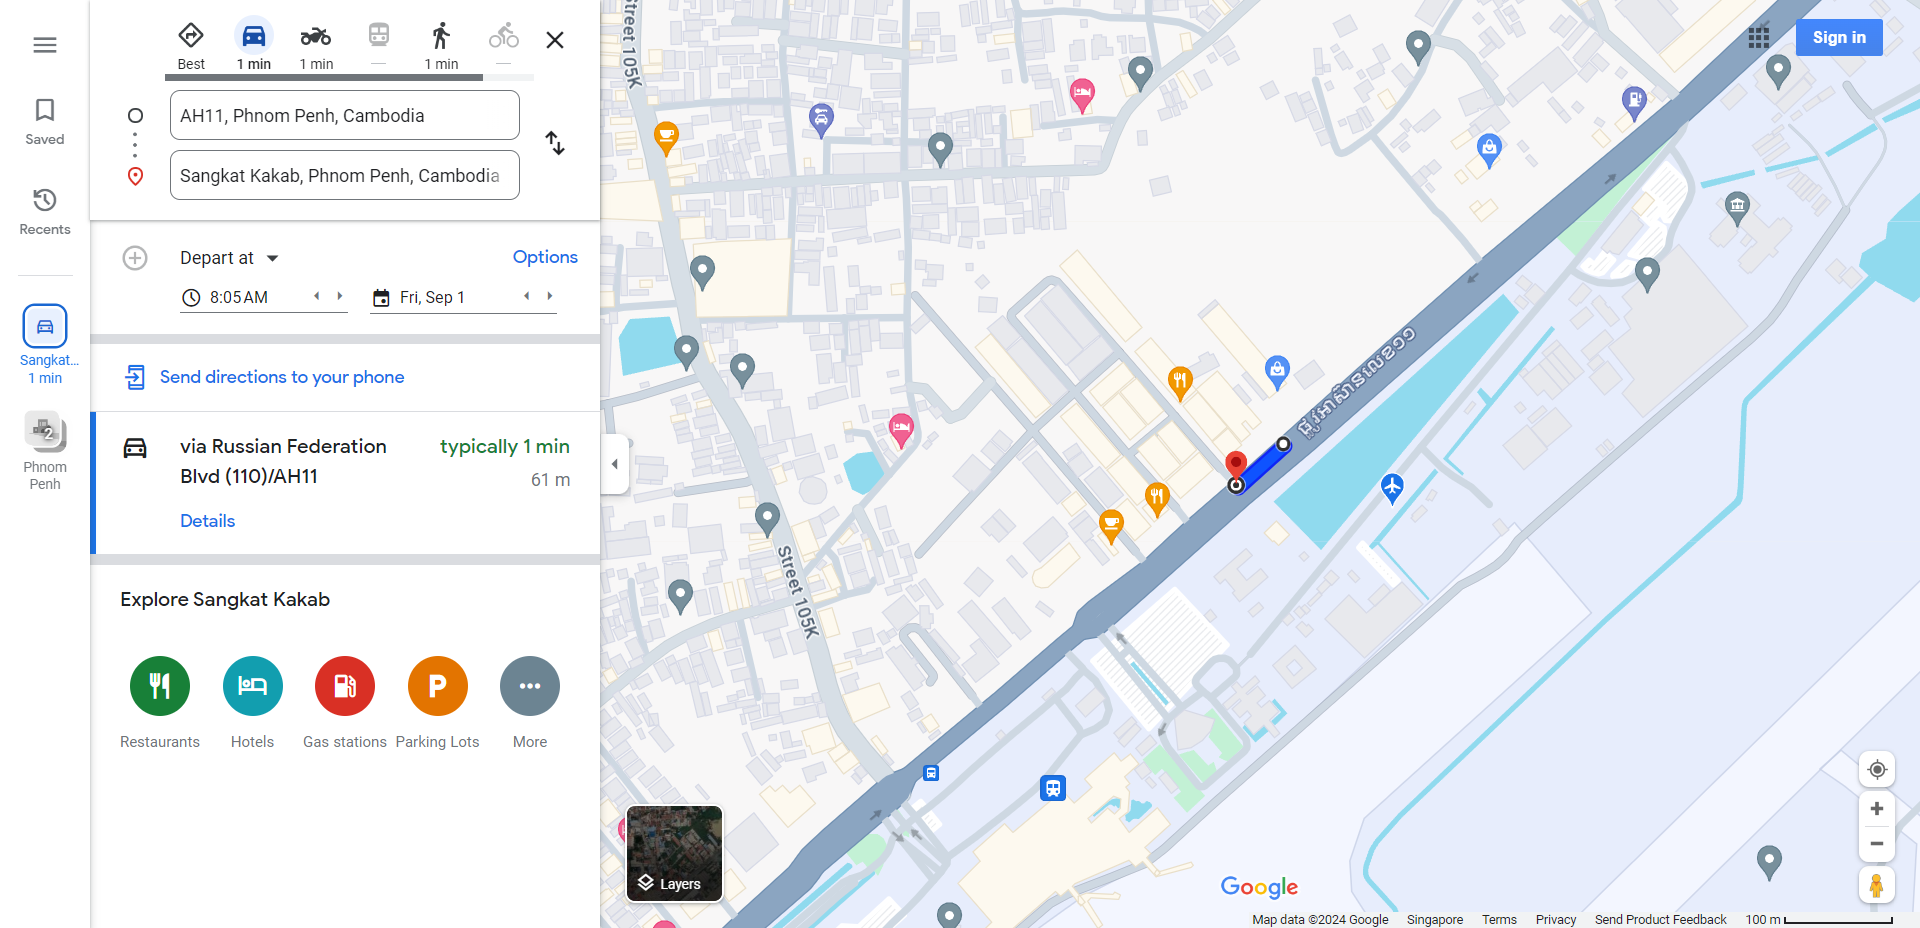 Best
1 min
1 min
1 min
Sign in
AH11, Phnom Penh, Cambodia
Sangkat Kakab, Phnom Penh, Cambodia
Saved
Recents
Sangkat...
1 min
2
Phnom
Penh
Depart at
Options
8:05 AM
Fri, Sep 1
Send directions to your phone
via Russian Federation
Blvd (110)/AH11
typically 1 min
61 m
Details
Explore Sangkat Kakab
P
Restaurants
Hotels
Gas stations
Parking Lots
More
Street 105K
Street 105K
Layers
Google
Map data ©2024 Google
Singapore
Terms
Privacy
Send Product Feedback
100 m